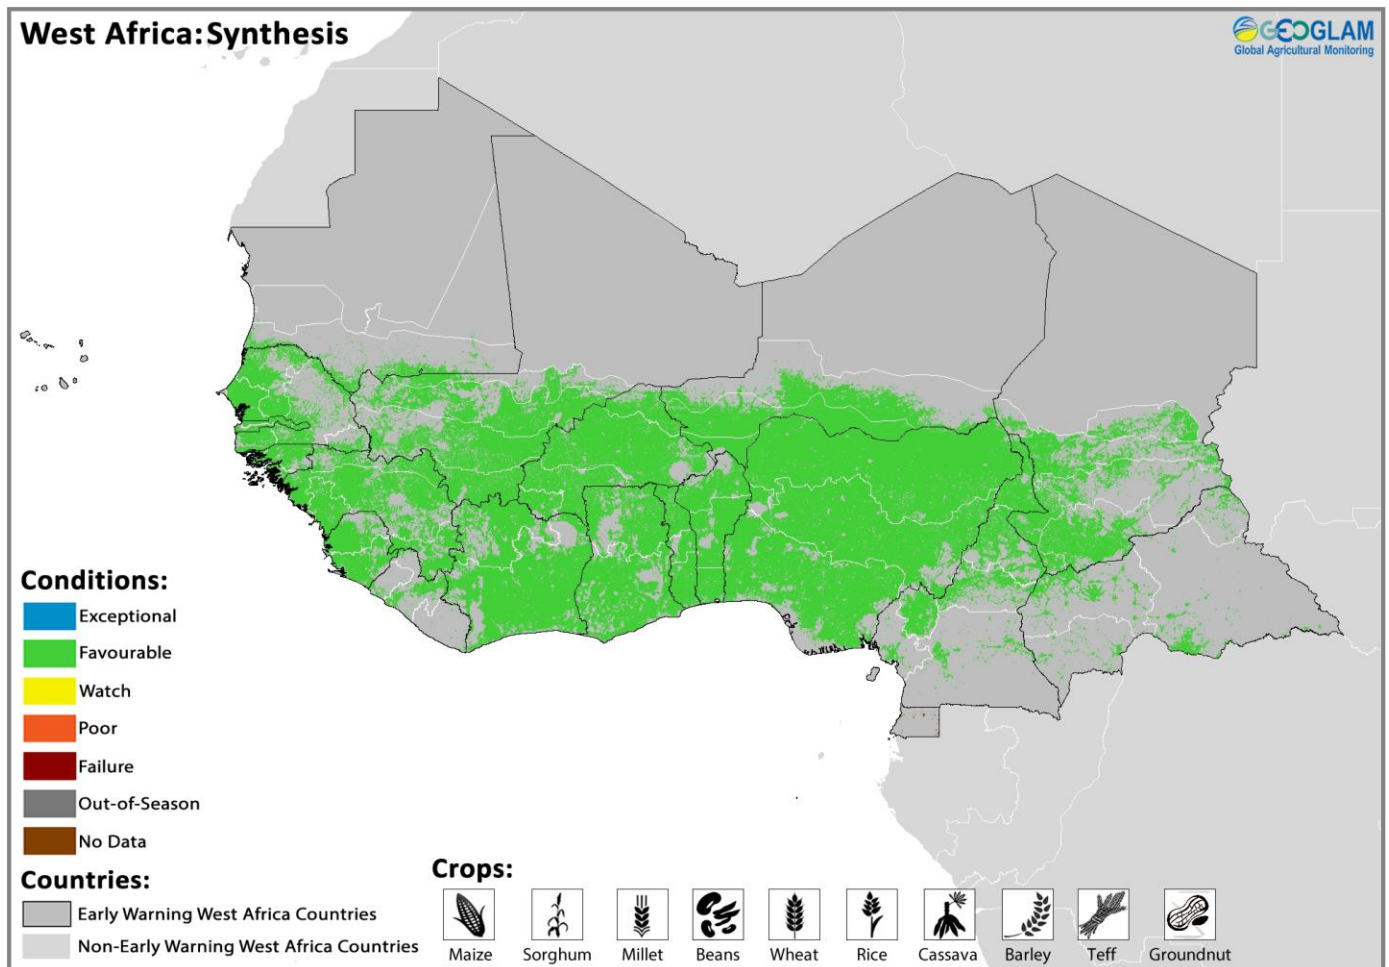 West Africa: Synthesis
GEOGLAM
Global Agricultural Monitoring
Conditions:
Exceptional
Favourable
Watch
Poor
Failure
Out-of-Season
No Data
Countries:
Early Warning West Africa Countries
Non-Early Warning West Africa Countries
Crops:
Maize Sorghum Millet Beans Wheat Rice Cassava Barley Teff Groundnut